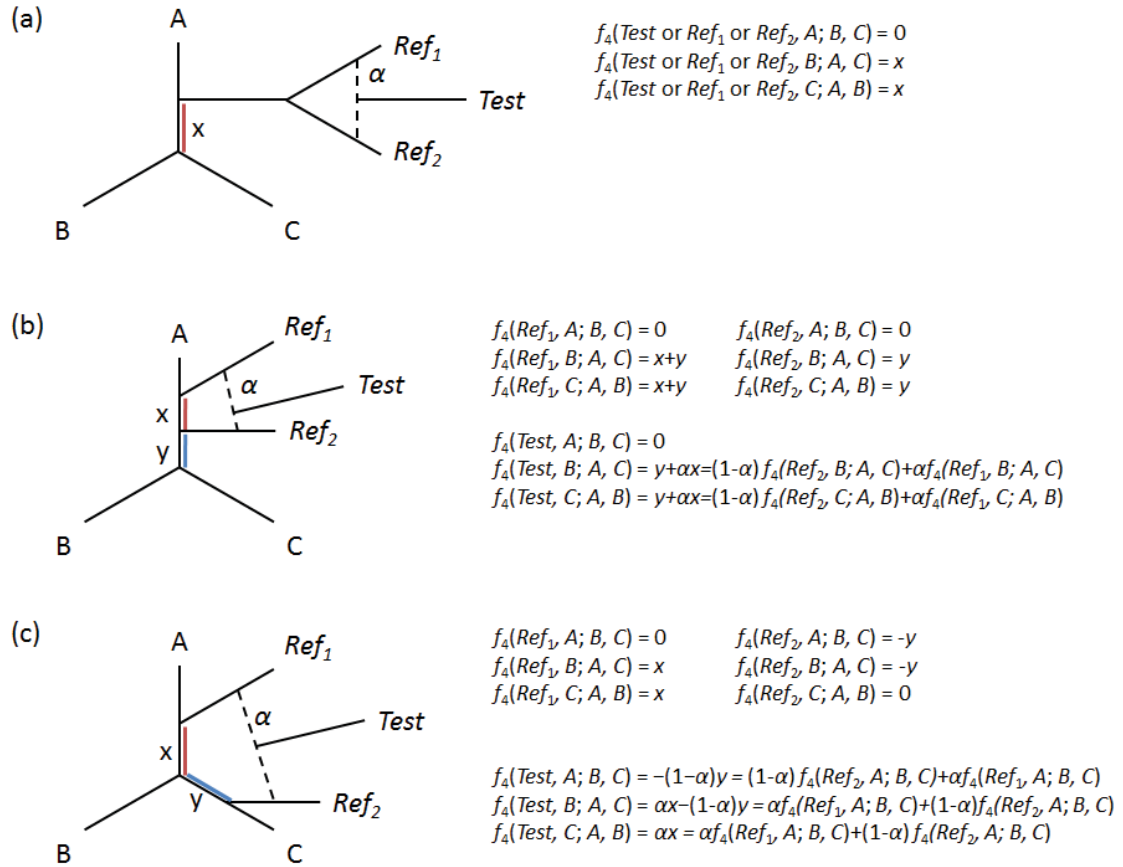 (a)
A
Ref₁
α
Test
x
Ref₂
B
C
f₄(Test or Ref₁ or Ref₂, A; B, C) = 0
f₄(Test or Ref₁ or Ref₂, B; A, C) = x
f₄(Test or Ref₁ or Ref₂, C; A, B) = x
(b)
A
Ref₁
α
Test
x
Ref₂
y
B
C
f₄(Ref₁, A; B, C) = 0 f₄(Ref₂, A; B, C) = 0
f₄(Ref₁, B; A, C) = x+y f₄(Ref₂, B; A, C) = y
f₄(Ref₁, C; A, B) = x+y f₄(Ref₂, C; A, B) = y
f₄(Test, A; B, C) = 0
f₄(Test, B; A, C) = y+αx=(1-α) f₄(Ref₂, B; A, C)+αf₄(Ref₁, B; A, C)
f₄(Test, C; A, B) = y+αx=(1-α) f₄(Ref₂, C; A, B)+αf₄(Ref₁, C; A, B)
(c)
A
Ref₁
α
Test
x
y
Ref₂
B
C
f₄(Ref₁, A; B, C) = 0 f₄(Ref₂, A; B, C) = -y
f₄(Ref₁, B; A, C) = x f₄(Ref₂, B; A, C) = -y
f₄(Ref₁, C; A, B) = x f₄(Ref₂, C; A, B) = 0
f₄(Test, A; B, C) = −(1−α)y = (1-α) f₄(Ref₂, A; B, C)+αf₄(Ref₁, A; B, C)
f₄(Test, B; A, C) = αx−(1-α)y = αf₄(Ref₁, A; B, C)+(1-α)f₄(Ref₂, A; B, C)
f₄(Test, C; A, B) = αx = αf₄(Ref₁, A; B, C)+(1-α) f₄(Ref₂, A; B, C)